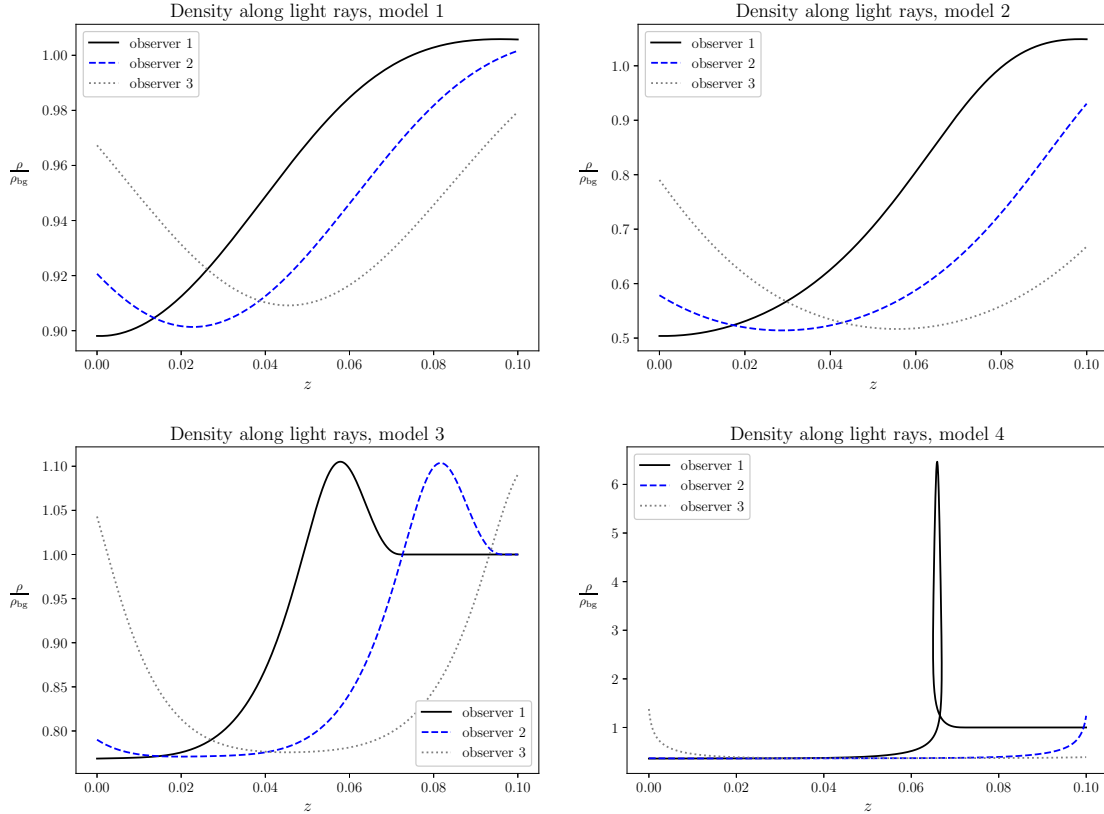 Density along light rays, model 1
observer 1
observer 2
observer 3
1.00
0.98
0.96
0.94
0.92
0.90
ρ
ρbg
0.00
0.02
0.04
0.06
0.08
0.10
z
Density along light rays, model 2
observer 1
observer 2
observer 3
1.0
0.9
0.8
0.7
0.6
0.5
ρ
ρbg
0.00
0.02
0.04
0.06
0.08
0.10
z
Density along light rays, model 3
1.10
1.05
1.00
0.95
0.90
0.85
0.80
ρ
ρbg
observer 1
observer 2
observer 3
0.00
0.02
0.04
0.06
0.08
0.10
z
Density along light rays, model 4
observer 1
observer 2
observer 3
6
5
4
3
2
1
ρ
ρbg
0.00
0.02
0.04
0.06
0.08
0.10
z